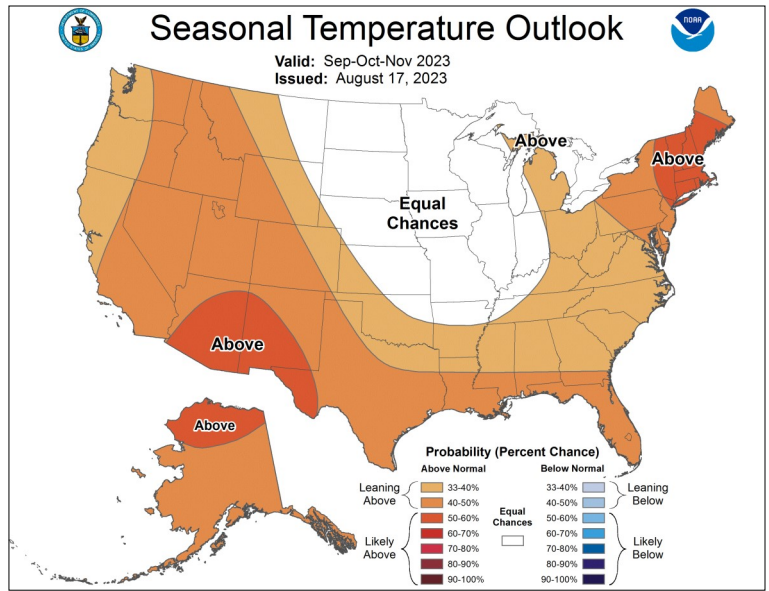 Seasonal Temperature Outlook
NOAA
Valid: Sep-Oct-Nov 2023
Issued: August 17, 2023
Above
Above
Equal
Chances
Above
Above
Probability (Percent Chance)
Above Normal
Below Normal
Leaning
Above
33-40%
40-50%
Likely
Above
50-60%
60-70%
70-80%
80-90%
90-100%
Equal
Chances
33-40%
40-50%
Leaning
Below
50-60%
60-70%
70-80%
80-90%
90-100%
Likely
Below